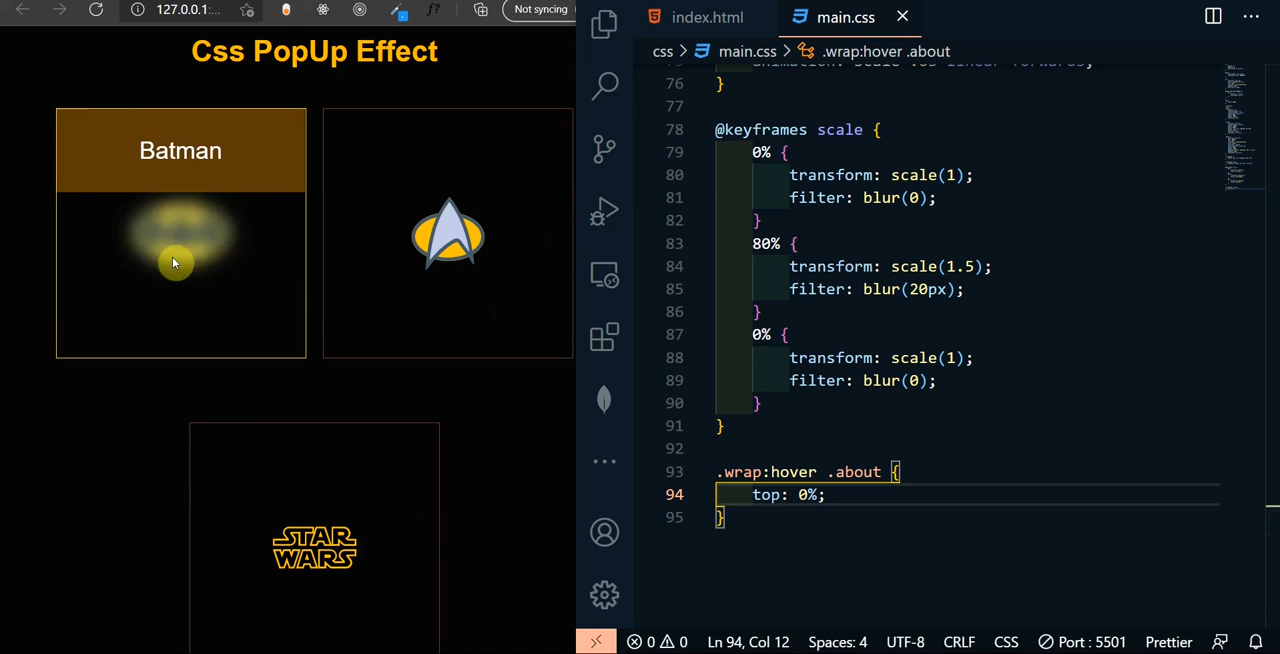 127.0.0.1:...
Not syncing
Css PopUp Effect
Batman
STAR
WARS
index.html
main.css
css > main.css > .wrap:hover .about
76 }
77
78 @keyframes scale {
79 0% {
80 transform: scale(1);
81 filter: blur(0);
82 }
83 80% {
84 transform: scale(1.5);
85 filter: blur(20px);
86 }
87 0% {
88 transform: scale(1);
89 filter: blur(0);
90 }
91 }
92
93 .wrap:hover .about {
94 top: 0%;
95 }
0 0 Ln 94, Col 12 Spaces: 4 UTF-8 CRLF CSS Port : 5501 Prettier